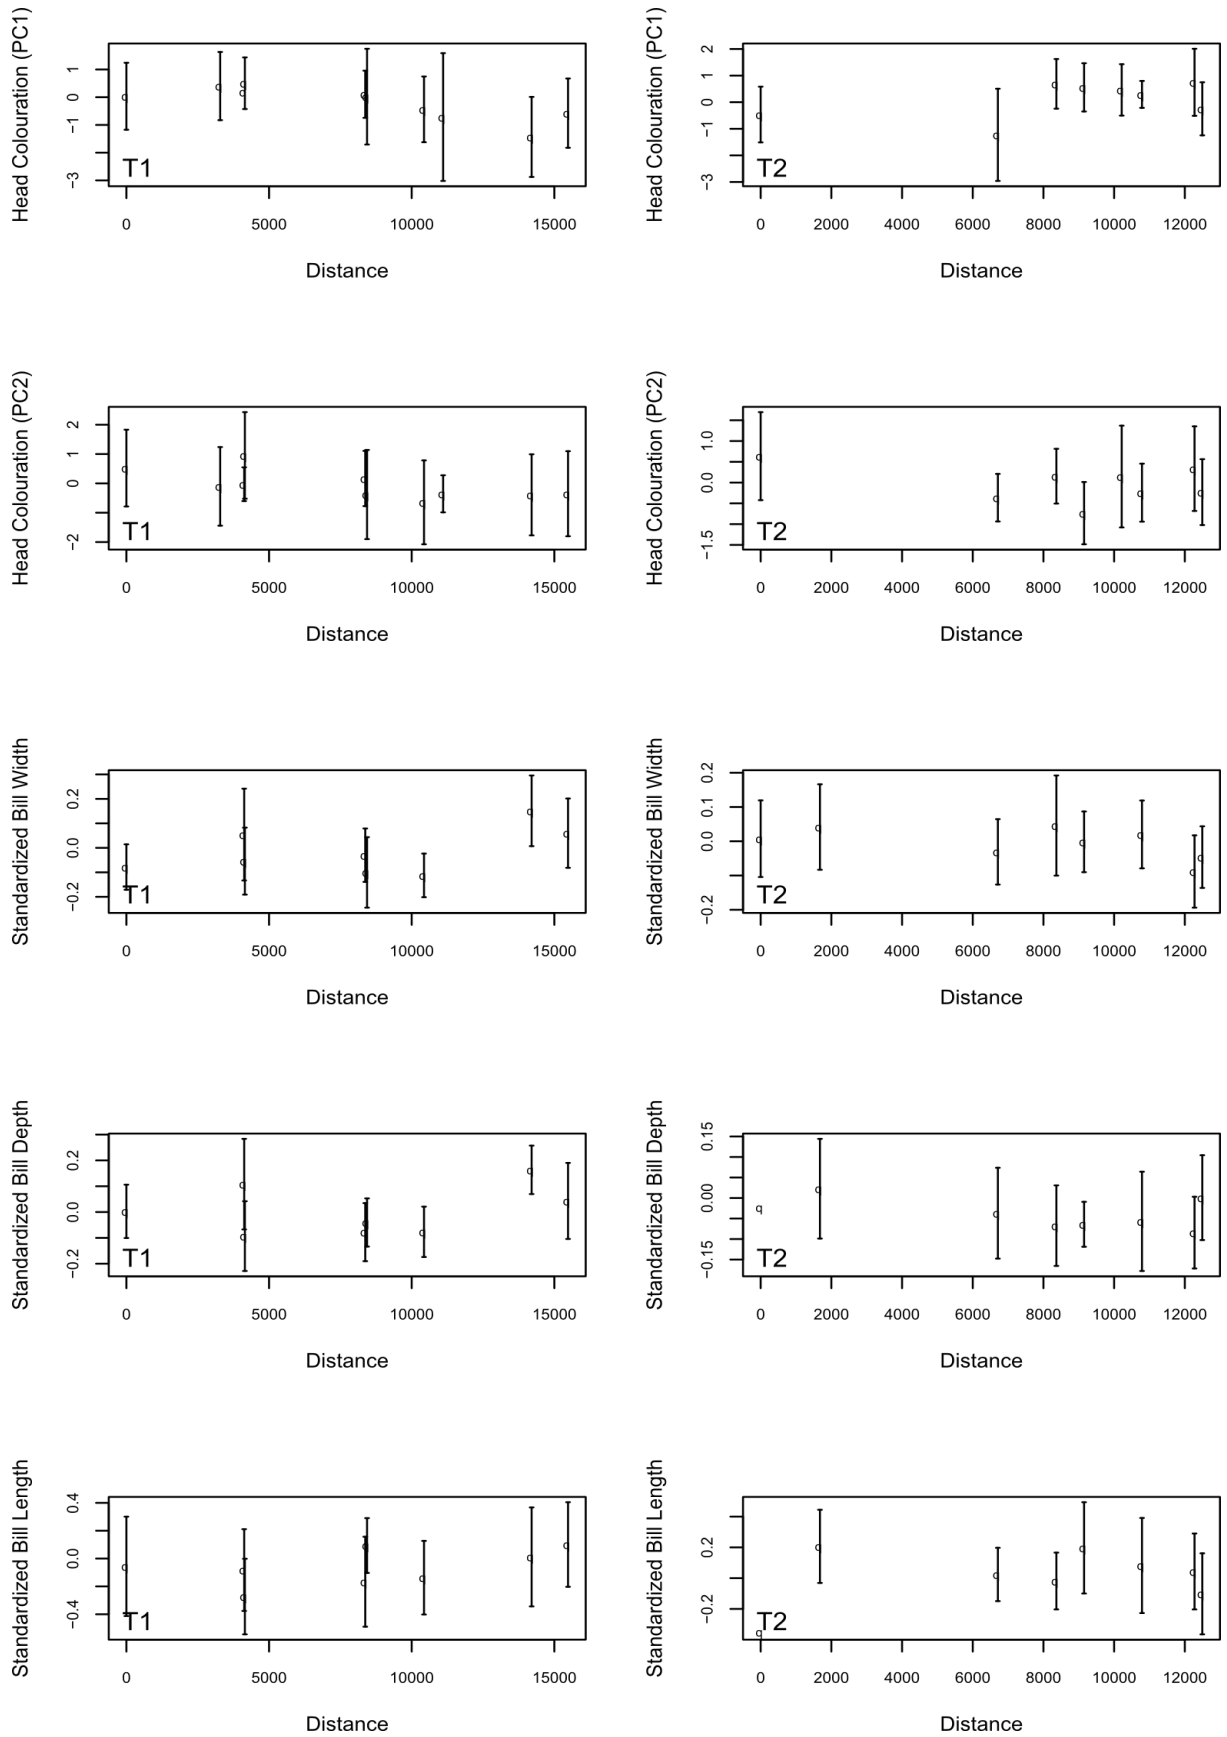 Head Colouration (PC1)
1
0
−1
−3
T1
0 5000 10000 15000
Distance
Head Colouration (PC1)
2
1
0
−1
−3
T2
0 2000 4000 6000 8000 10000 12000
Distance
Head Colouration (PC2)
2
1
0
−2
T1
0 5000 10000 15000
Distance
Head Colouration (PC2)
1.0
0.0
−1.5
T2
0 2000 4000 6000 8000 10000 12000
Distance
Standardized Bill Width
0.2
0.0
−0.2
T1
0 5000 10000 15000
Distance
Standardized Bill Width
0.2
0.1
0.0
−0.2
T2
0 2000 4000 6000 8000 10000 12000
Distance
Standardized Bill Depth
0.2
0.0
−0.2
T1
0 5000 10000 15000
Distance
Standardized Bill Depth
0.15
0.00
−0.15
T2
0 2000 4000 6000 8000 10000 12000
Distance
Standardized Bill Length
0.4
0.0
−0.4
T1
0 5000 10000 15000
Distance
Standardized Bill Length
0.2
−0.2
T2
0 2000 4000 6000 8000 10000 12000
Distance